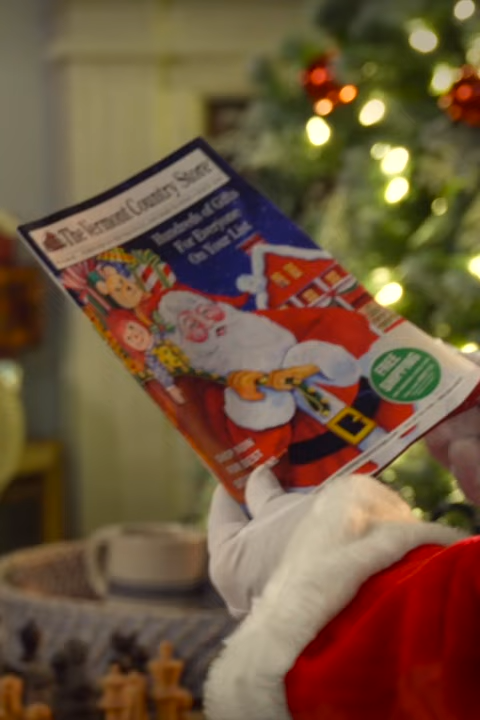 The Vermont Country Store
Hundreds of Gifts
For Everyone
On Your List
FREE
SHIPPING